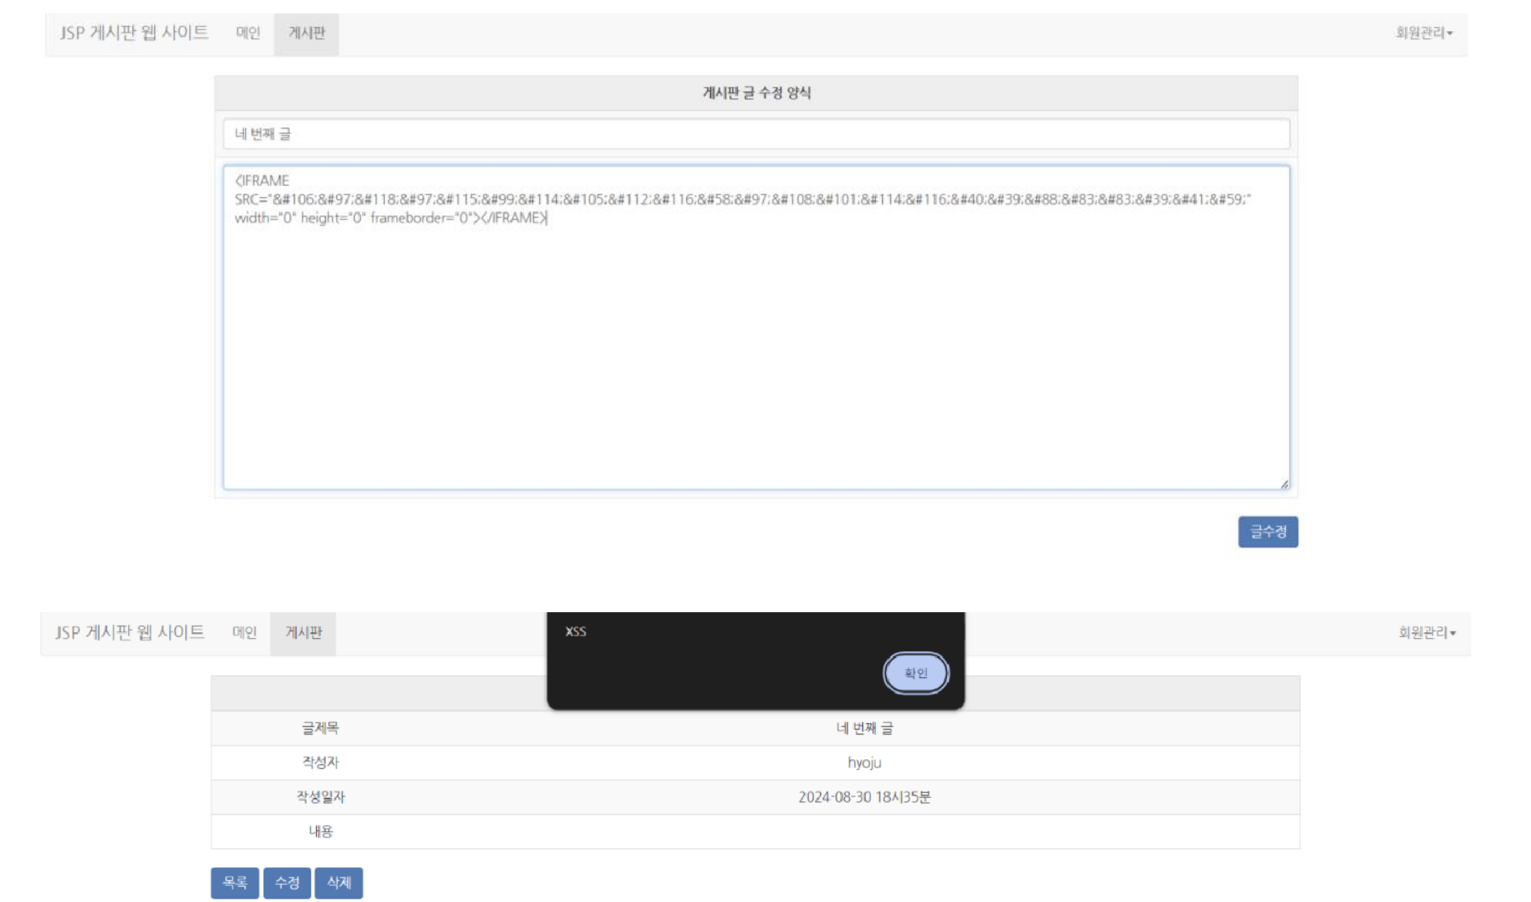 JSP 게시판 웹 사이트 메인 게시판 회원관리▾
게시판 글 수정 양식
네 번째 글
<IFRAME
SRC="&#106;&#97;&#118;&#97;&#115;&#99;&#114;&#105;&#112;&#116;&#58;&#97;&#108;&#101;&#114;&#116;&#40;&#39;&#88;&#83;&#83;&#39;&#41;&#59;"
width="0" height="0" frameborder="0"></IFRAME>
글수정
JSP 게시판 웹 사이트 메인 게시판 회원관리▾
XSS
확인
글제목 네 번째 글
작성자 hyoju
작성일자 2024-08-30 18시35분
내용
목록 수정 삭제